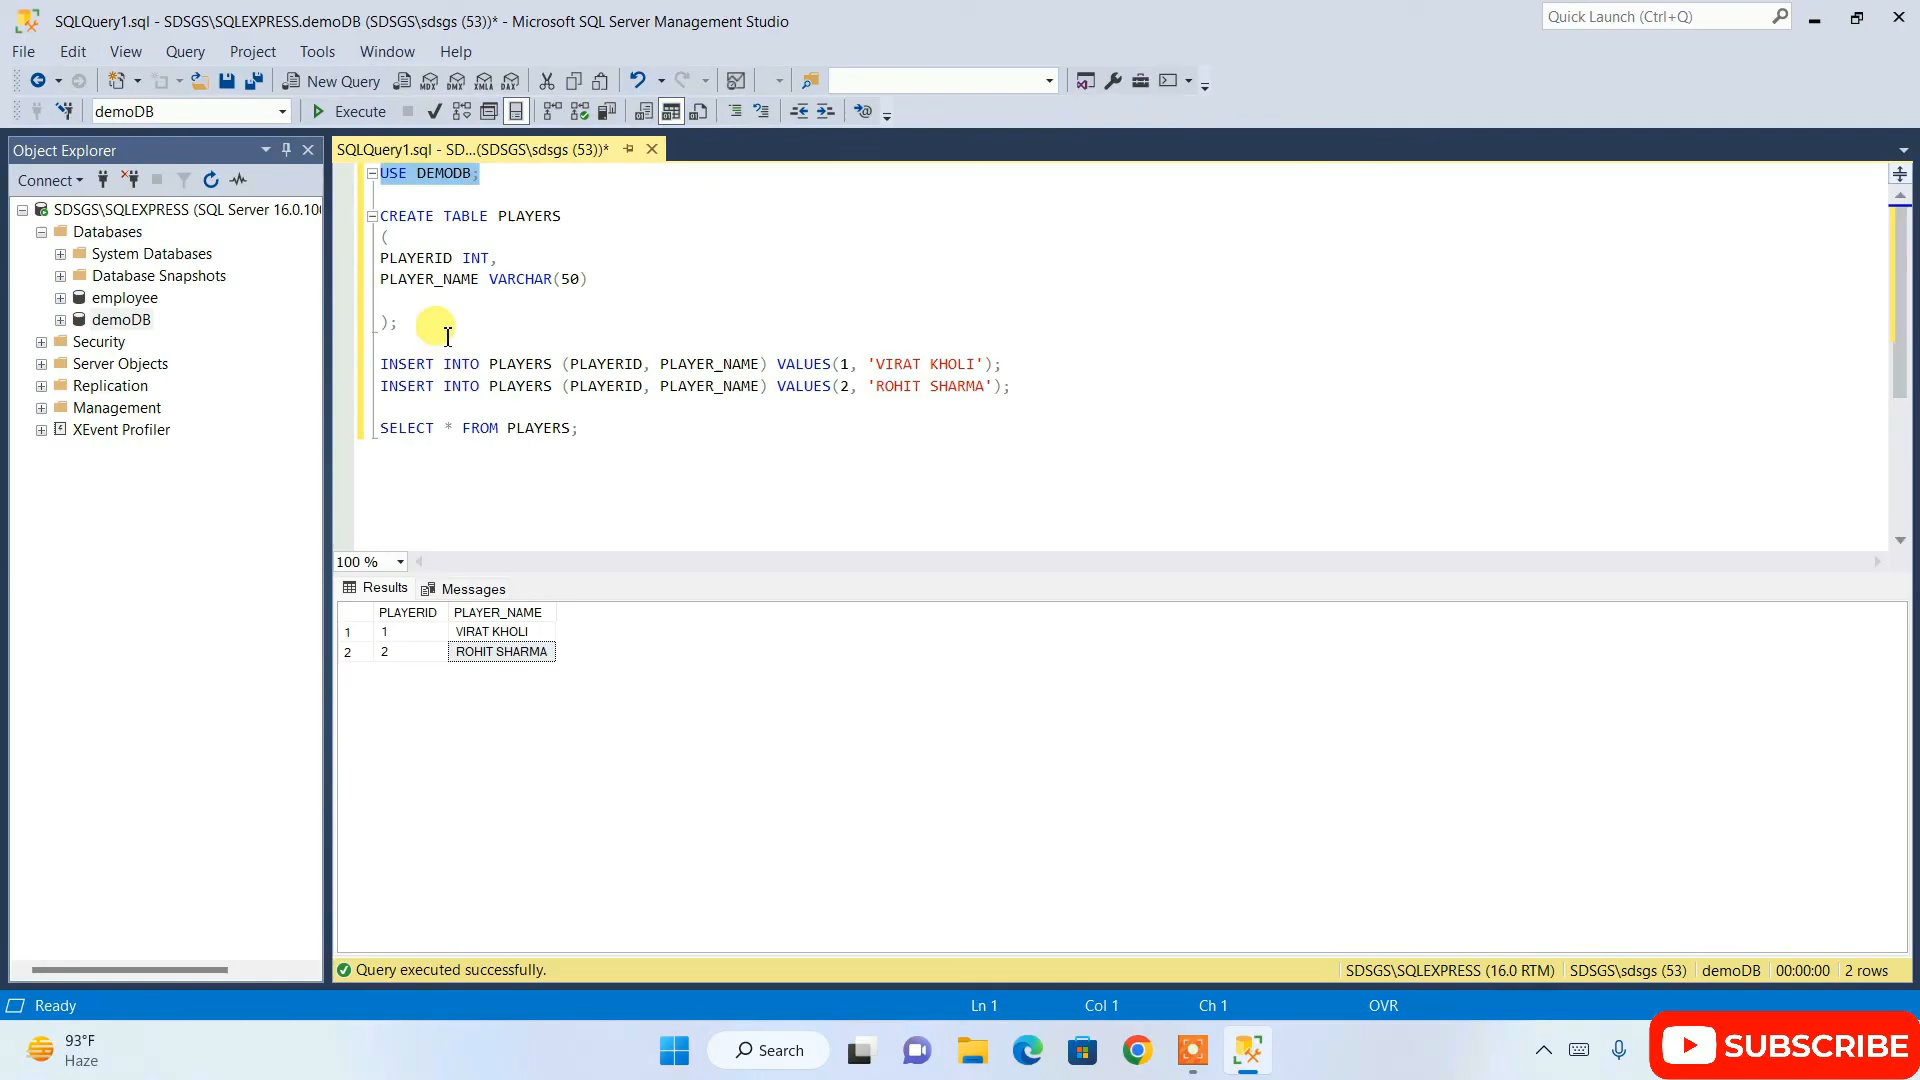 SQLQuery1.sql - SDSGS\SQLEXPRESS.demoDB (SDSGS\sdsgs (53))* - Microsoft SQL Server Management Studio
Quick Launch (Ctrl+Q)
File Edit View Query Project Tools Window Help
New Query
MDX DMX XMLA DAX
demoDB
Execute
Object Explorer
SQLQuery1.sql - SD...(SDSGS\sdsgs (53))*
Connect
SDSGS\SQLEXPRESS (SQL Server 16.0.100
Databases
System Databases
Database Snapshots
employee
demoDB
Security
Server Objects
Replication
Management
XEvent Profiler
USE DEMODB;
CREATE TABLE PLAYERS
(
PLAYERID INT,
PLAYER_NAME VARCHAR(50)
);
INSERT INTO PLAYERS (PLAYERID, PLAYER_NAME) VALUES(1, 'VIRAT KHOLI');
INSERT INTO PLAYERS (PLAYERID, PLAYER_NAME) VALUES(2, 'ROHIT SHARMA');
SELECT * FROM PLAYERS;
100 %
Results Messages
PLAYERID PLAYER_NAME
1 1 VIRAT KHOLI
2 2 ROHIT SHARMA
Query executed successfully.
SDSGS\SQLEXPRESS (16.0 RTM) SDSGS\sdsgs (53) demoDB 00:00:00 2 rows
Ready
Ln 1 Col 1 Ch 1 OVR
93°F
Haze
Search
SUBSCRIBE